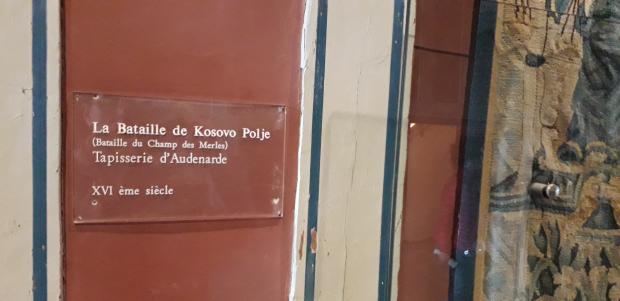 La Bataille de Kosovo Polje
(Bataille du Champ des Merles)
Tapisserie d'Audenarde
XVI ème siècle